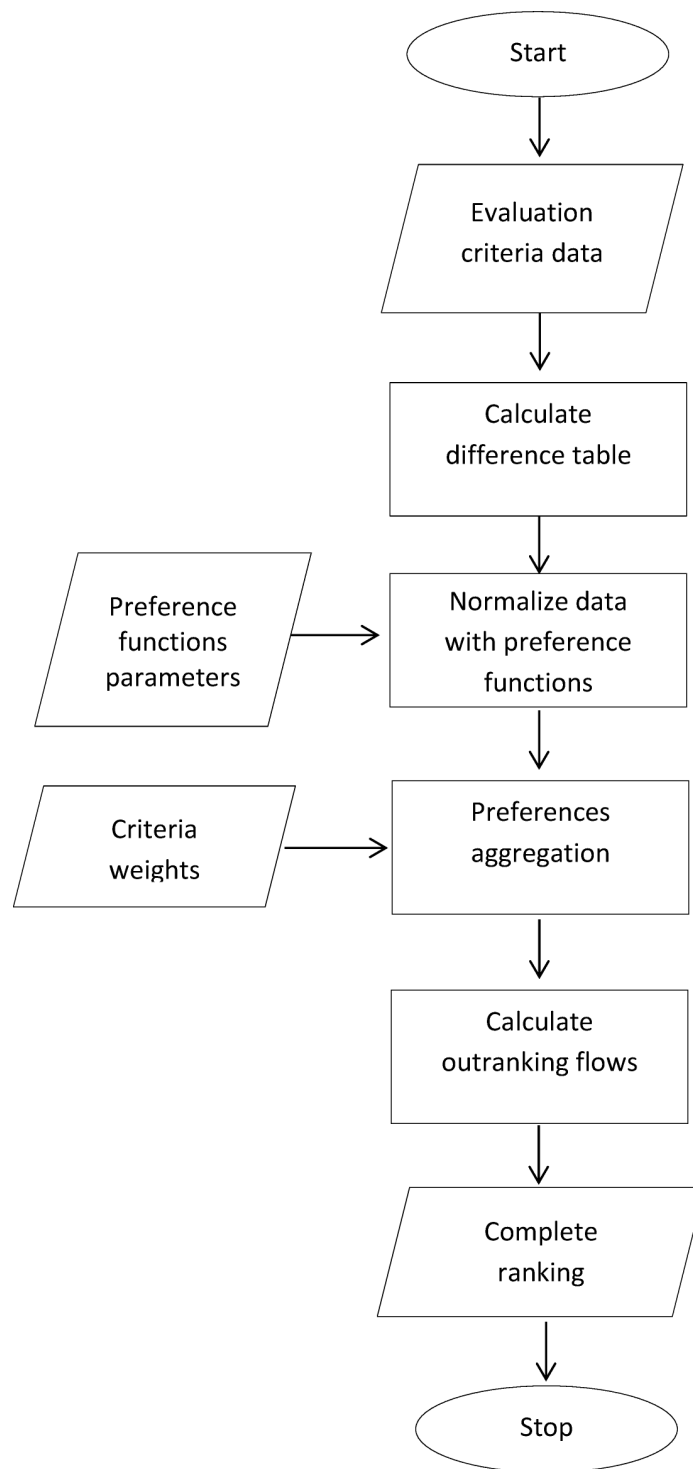 Start
Evaluation
criteria data
Calculate
difference table
Preference
functions
parameters
Normalize data
with preference
functions
Criteria
weights
Preferences
aggregation
Calculate
outranking flows
Complete
ranking
Stop